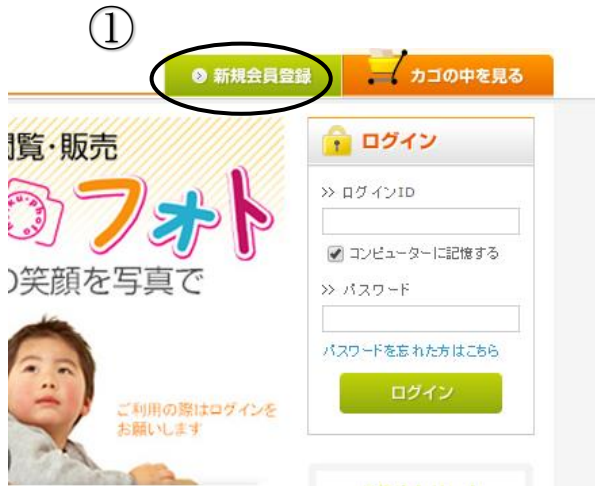 ①
新規会員登録
カゴの中を見る
覧・販売
フォト
の笑顔を写真で
ご利用の際はログインを
お願いします
ログイン
>> ログインID
コンピューターに記憶する
>> パスワード
パスワードを忘れた方はこちら
ログイン